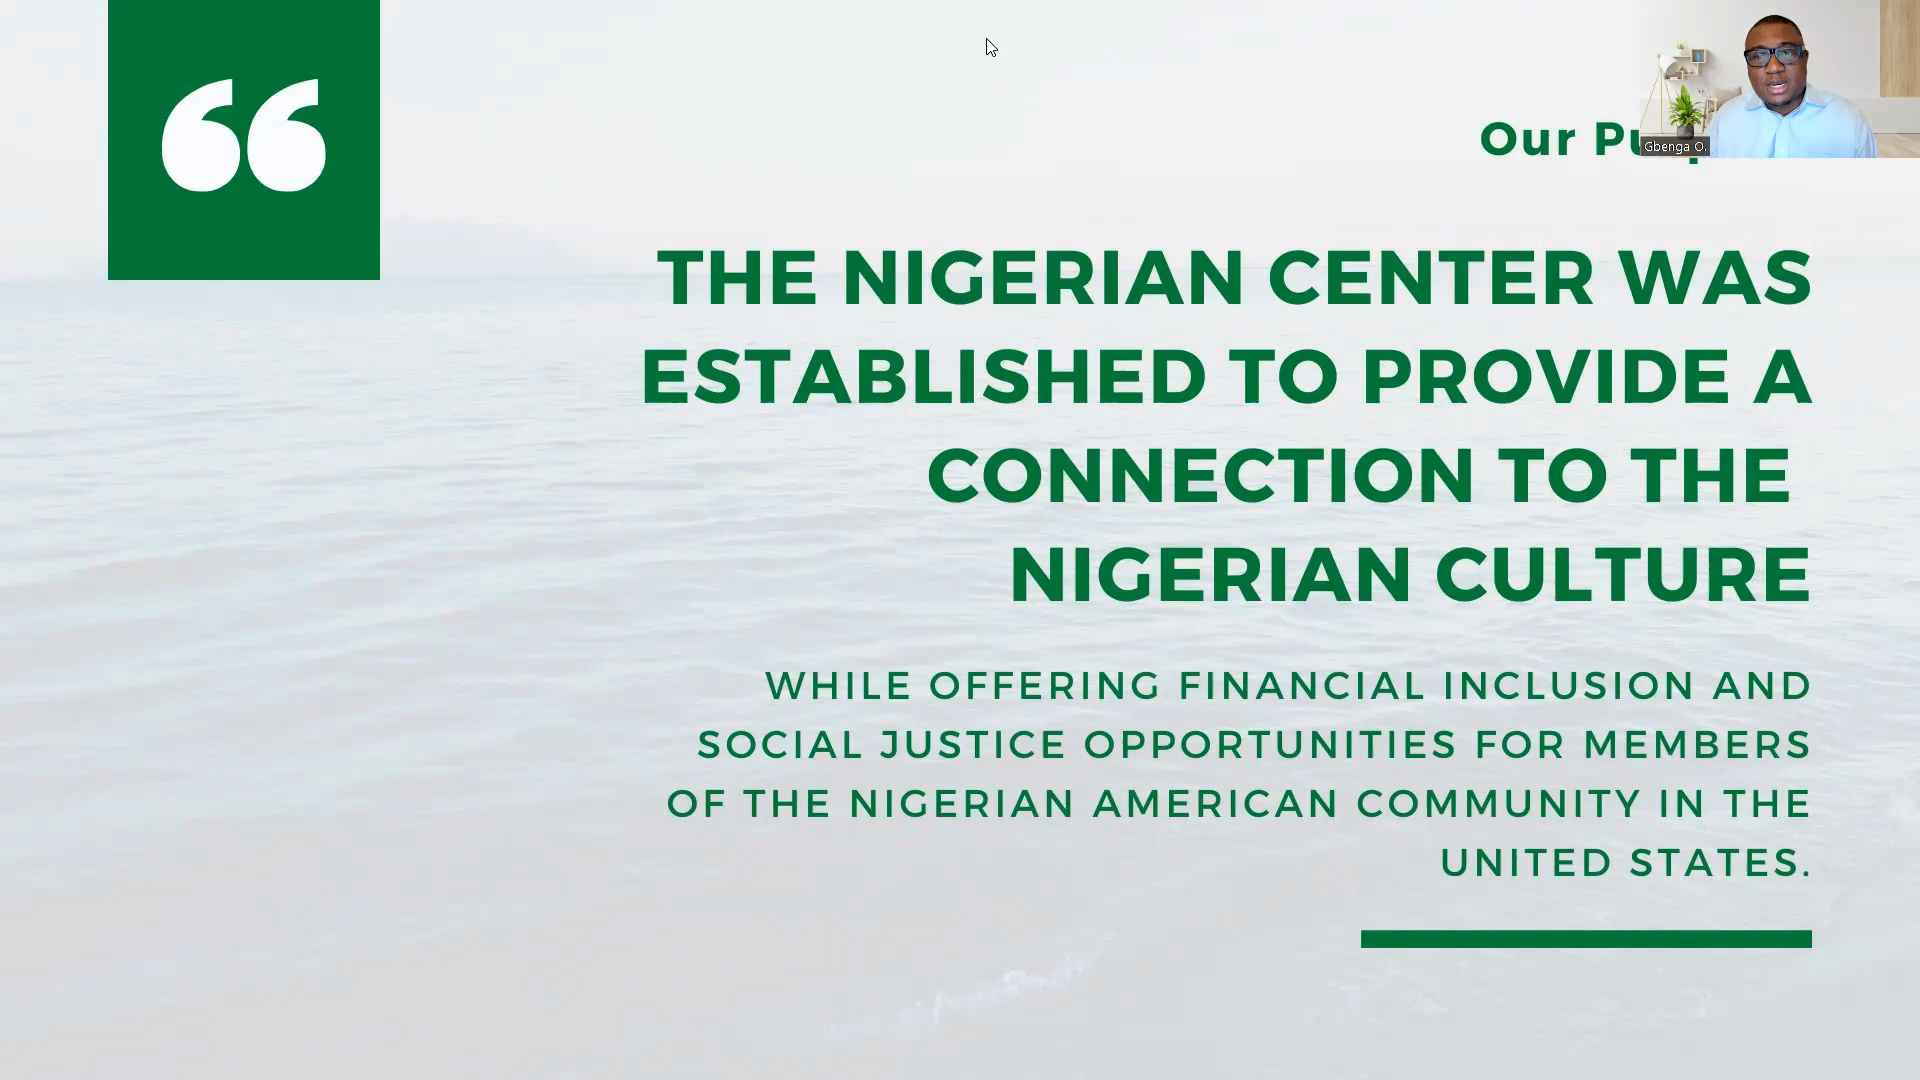 Our
Gbenga O.
THE NIGERIAN CENTER WAS
ESTABLISHED TO PROVIDE A
CONNECTION TO THE
NIGERIAN CULTURE
WHILE OFFERING FINANCIAL INCLUSION AND
SOCIAL JUSTICE OPPORTUNITIES FOR MEMBERS
OF THE NIGERIAN AMERICAN COMMUNITY IN THE
UNITED STATES.